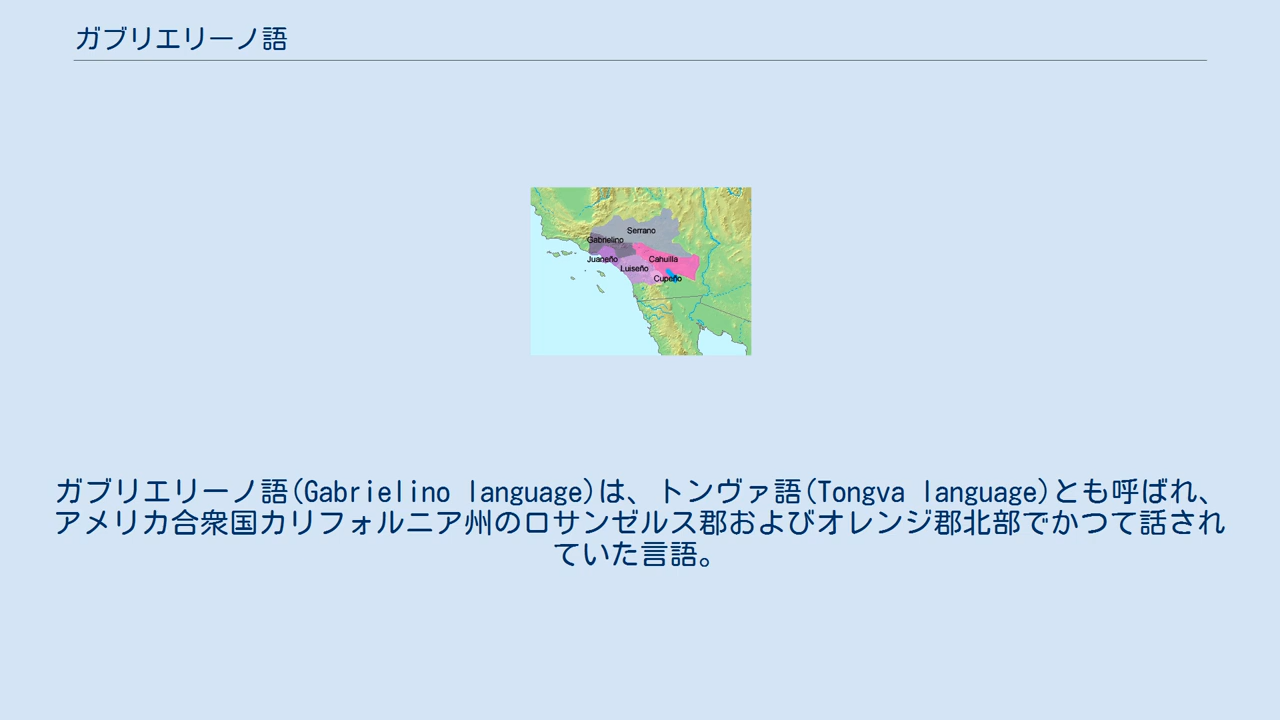 ガブリエリーノ語
Serrano
Gabrielino
Juaneño
Cahuilla
Luiseño
Cupeño
ガブリエリーノ語(Gabrielino language)は、トンヴァ語(Tongva language)とも呼ばれ、
アメリカ合衆国カリフォルニア州のロサンゼルス郡およびオレンジ郡北部でかつて話され
ていた言語。